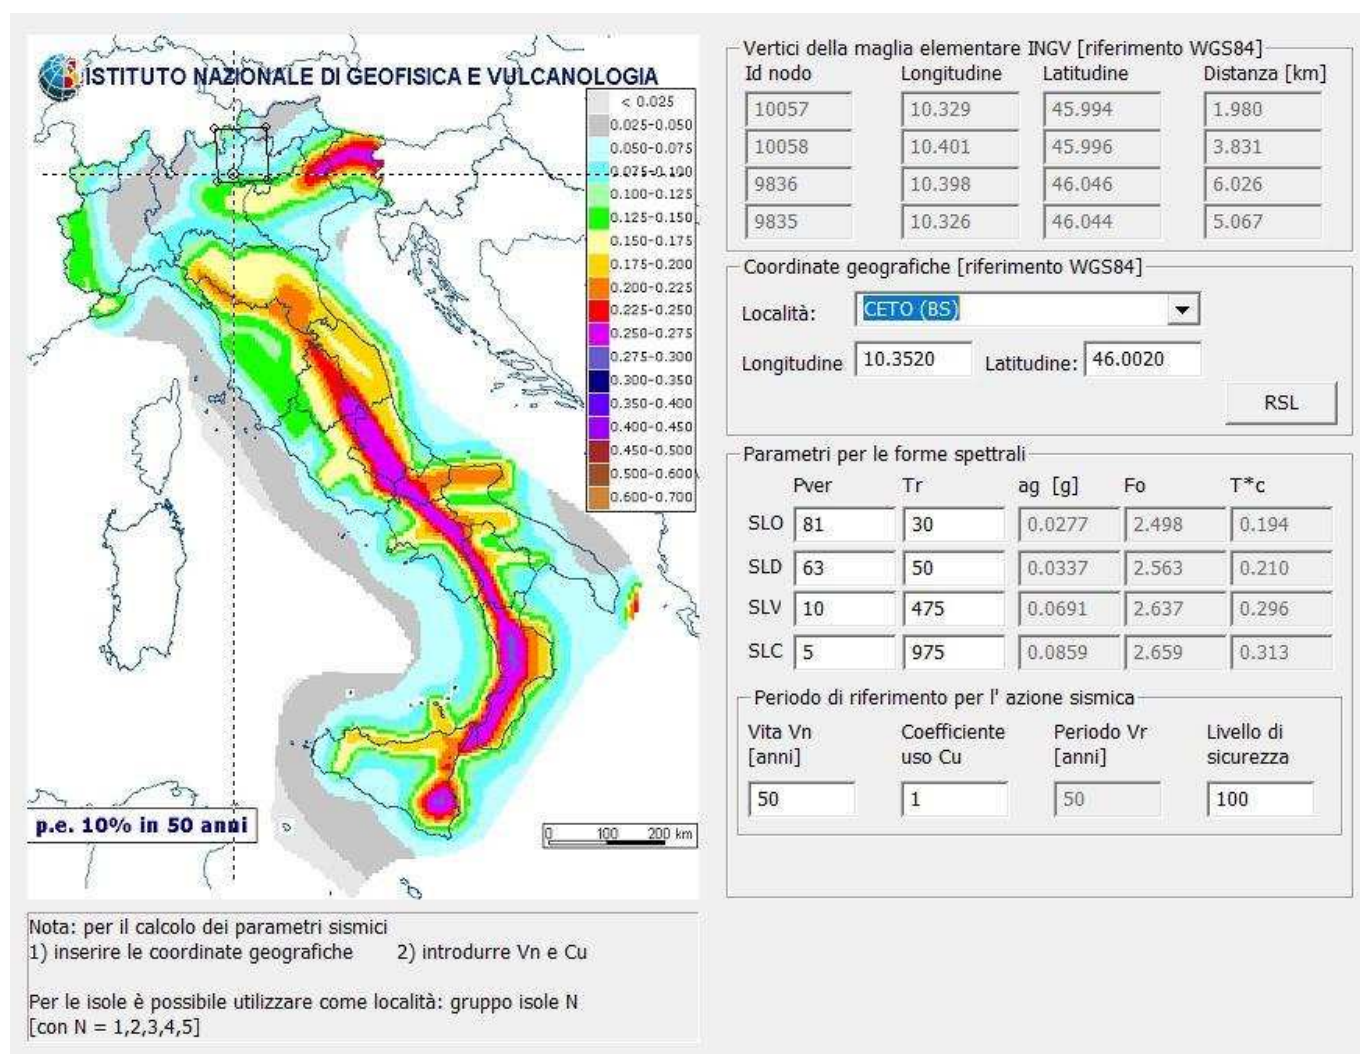 ISTITUTO NAZIONALE DI GEOFISICA E VULCANOLOGIA
< 0.025
0.025-0.050
0.050-0.075
0.075-0.100
0.100-0.125
0.125-0.150
0.150-0.175
0.175-0.200
0.200-0.225
0.225-0.250
0.250-0.275
0.275-0.300
0.300-0.350
0.350-0.400
0.400-0.450
0.450-0.500
0.500-0.600
0.600-0.700
p.e. 10% in 50 anni
0 100 200 km
Nota: per il calcolo dei parametri sismici
1) inserire le coordinate geografiche 2) introdurre Vn e Cu
Per le isole è possibile utilizzare come località: gruppo isole N
[con N = 1,2,3,4,5]
Vertici della maglia elementare INGV [riferimento WGS84]
Id nodo Longitudine Latitudine Distanza [km]
10057 10.329 45.994 1.980
10058 10.401 45.996 3.831
9836 10.398 46.046 6.026
9835 10.326 46.044 5.067
Coordinate geografiche [riferimento WGS84]
Località: CETO (BS)
Longitudine 10.3520 Latitudine: 46.0020
RSL
Parametri per le forme spettrali
Pver Tr ag [g] Fo T*c
SLO 81 30 0.0277 2.498 0.194
SLD 63 50 0.0337 2.563 0.210
SLV 10 475 0.0691 2.637 0.296
SLC 5 975 0.0859 2.659 0.313
Periodo di riferimento per l' azione sismica
Vita Vn Coefficiente Periodo Vr Livello di
[anni] uso Cu [anni] sicurezza
50 1 50 100